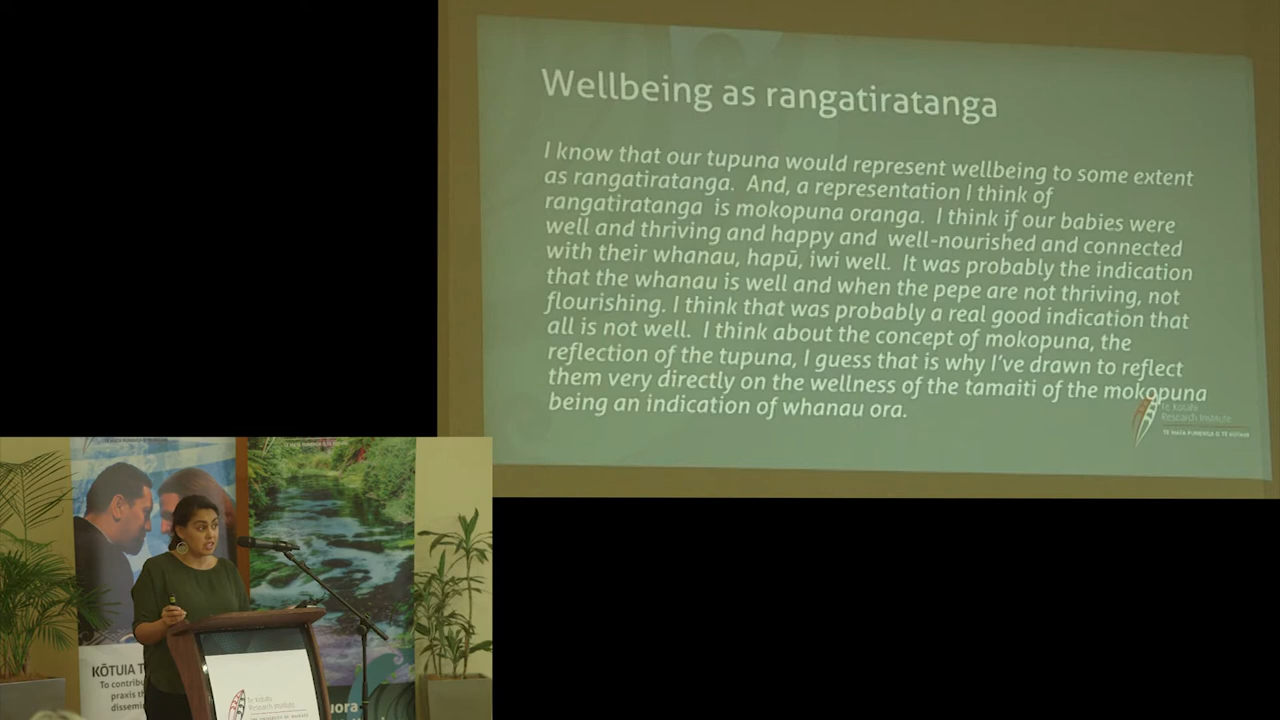 Wellbeing as rangatiratanga
I know that our tupuna would represent wellbeing to some extent
as rangatiratanga. And, a representation I think of
rangatiratanga is mokopuna oranga. I think if our babies were
well and thriving and happy and well-nourished and connected
with their whanau, hapū, iwi well. It was probably the indication
that the whanau is well and when the pepe are not thriving, not
flourishing. I think that was probably a real good indication that
all is not well. I think about the concept of mokopuna, the
reflection of the tupuna, I guess that is why I've drawn to reflect
them very directly on the wellness of the tamaiti of the mokopuna
being an indication of whanau ora.
Te Kotahi
Research Institute
KŌTUIA T
To contribu
praxis th
dissemi
Te Kotahi
Research Institute
uora-